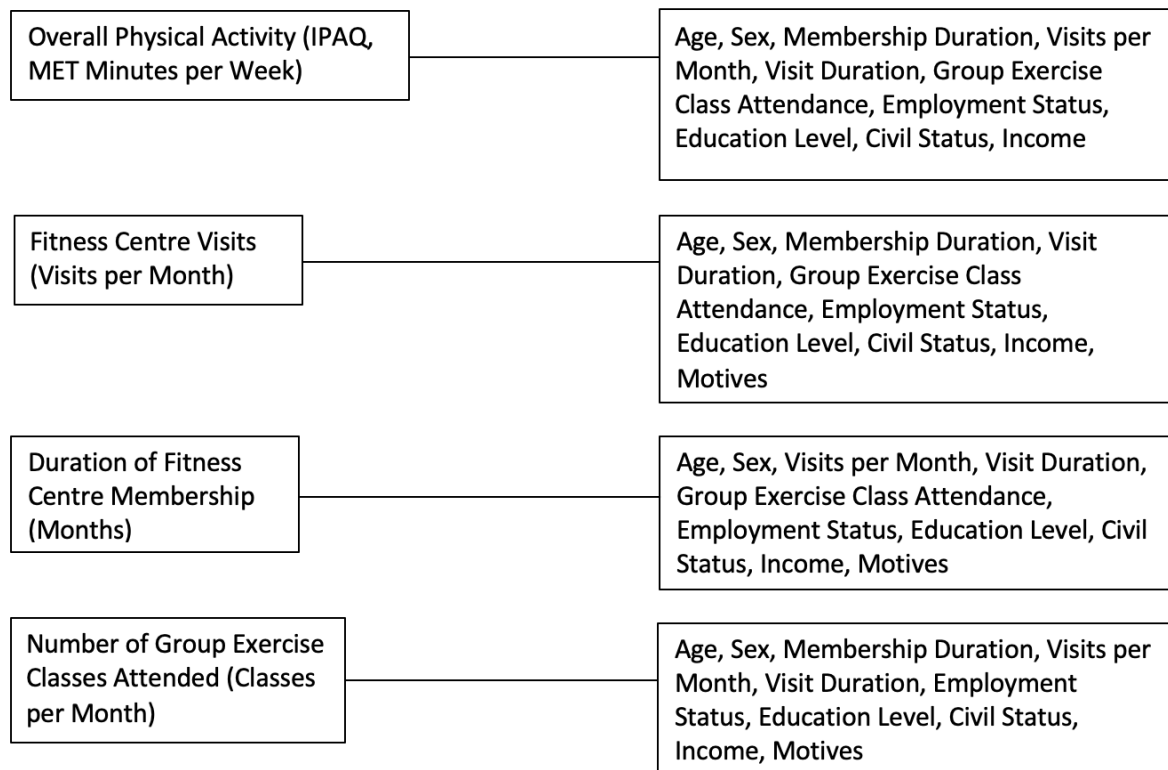 Overall Physical Activity (IPAQ,
MET Minutes per Week)
Age, Sex, Membership Duration, Visits per
Month, Visit Duration, Group Exercise
Class Attendance, Employment Status,
Education Level, Civil Status, Income
Fitness Centre Visits
(Visits per Month)
Age, Sex, Membership Duration, Visit
Duration, Group Exercise Class
Attendance, Employment Status,
Education Level, Civil Status, Income,
Motives
Duration of Fitness
Centre Membership
(Months)
Age, Sex, Visits per Month, Visit Duration,
Group Exercise Class Attendance,
Employment Status, Education Level, Civil
Status, Income, Motives
Number of Group Exercise
Classes Attended (Classes
per Month)
Age, Sex, Membership Duration, Visits per
Month, Visit Duration, Employment
Status, Education Level, Civil Status,
Income, Motives